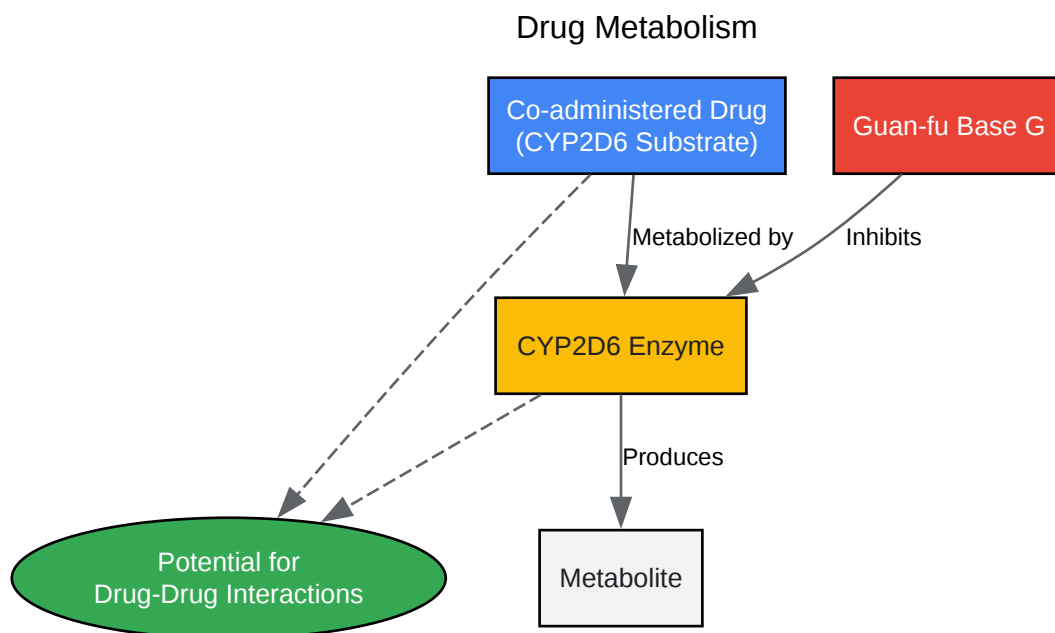 Drug Metabolism
Co-administered Drug
(CYP2D6 Substrate)
Guan-fu Base G
Metabolized by
Inhibits
CYP2D6 Enzyme
Produces
Potential for
Drug-Drug Interactions
Metabolite